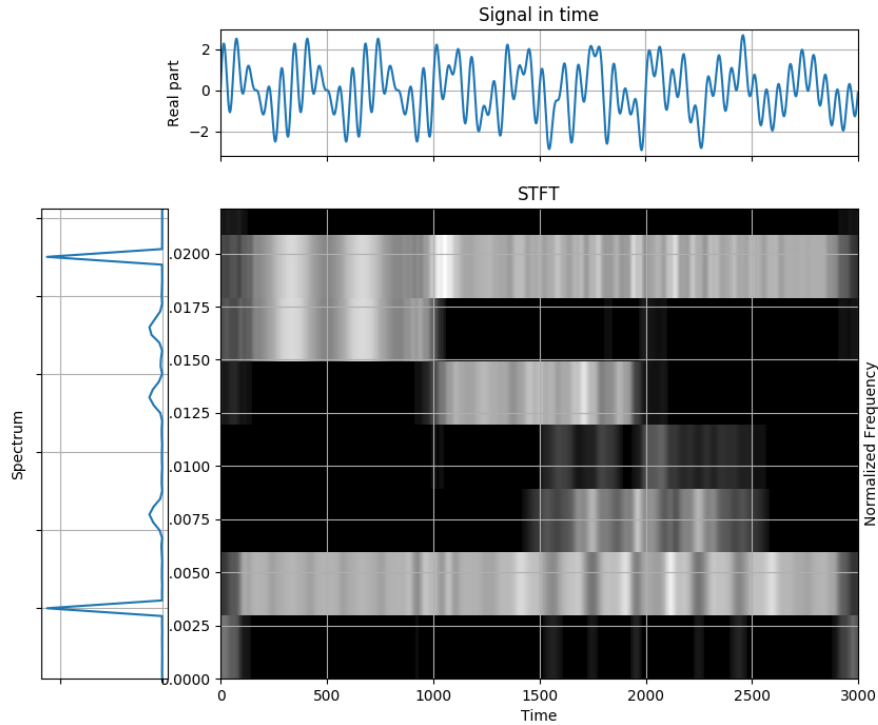 Signal in time
Real part
2
0
−2
STFT
Spectrum
.0200
.0175
.0150
.0125
.0100
.0075
.0050
.0025
.0000
Normalized Frequency
0 500 1000 1500 2000 2500 3000
Time